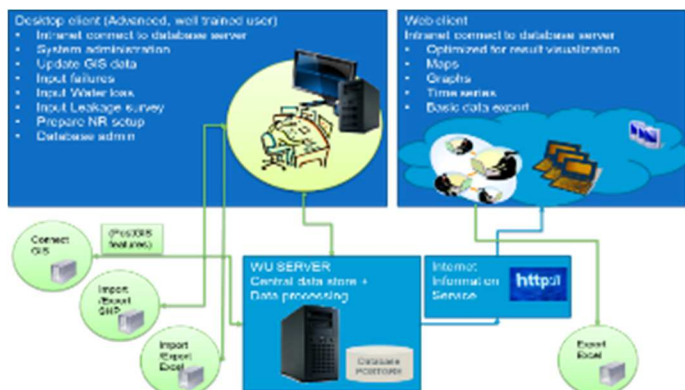 Desktop client (Advanced, well trained user)
• Intranet connect to database server
• System administration
• Update GIS data
• Input failures
• Input Water loss
• Input Leakage survey
• Prepare NR setup
• Database admin
Web client
Intranet connect to database server
• Optimized for result visualization
• Maps
• Graphs
• Time series
• Basic data export
Connect
GIS
(PostGIS
features)
Import
/Export
SHP
Import
/Export
Excel
WU SERVER
Central data store +
Data processing
Database
Internet
Information
Service
http://
Export
Excel